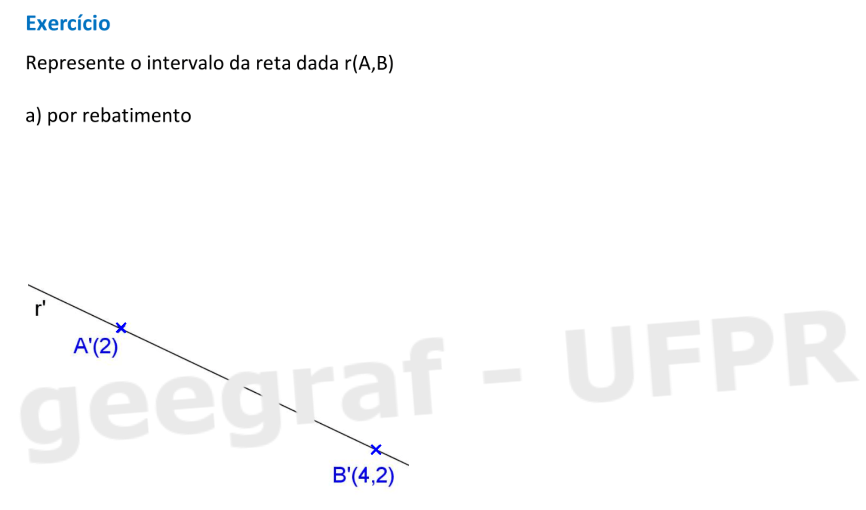 Exercício
Represente o intervalo da reta dada r(A,B)
a) por rebatimento
r'
A'(2)
geegraf - UFPR
B'(4,2)